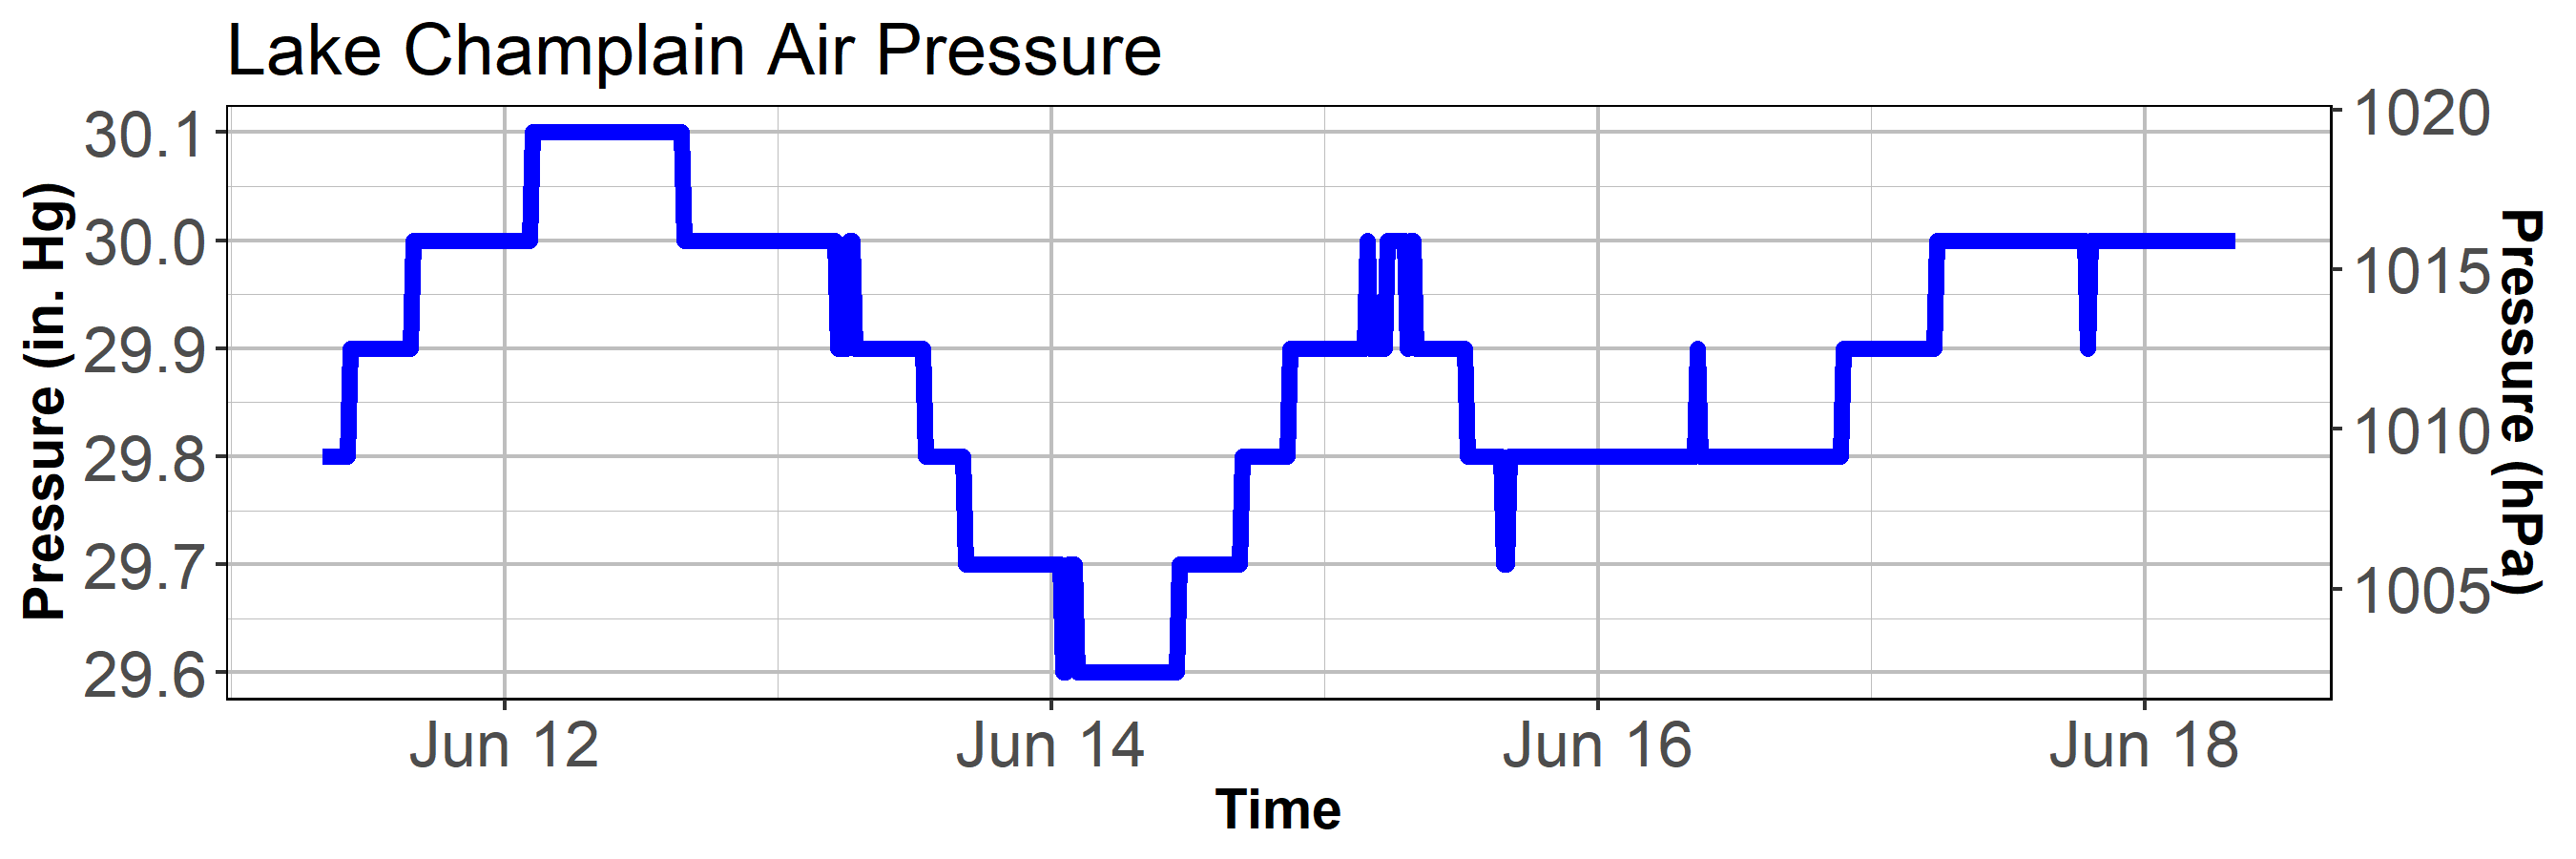 Lake Champlain Air Pressure
30.1
30.0
29.9
29.8
29.7
29.6
Pressure (in. Hg)
1020
1015
1010
1005
Pressure (hPa)
Jun 12
Jun 14
Jun 16
Jun 18
Time